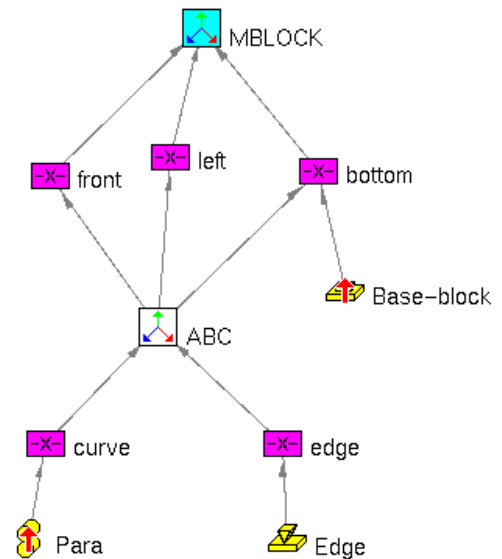 MBLOCK
-X- front
-X- left
-X- bottom
Base-block
ABC
-X- curve
-X- edge
Para
Edge